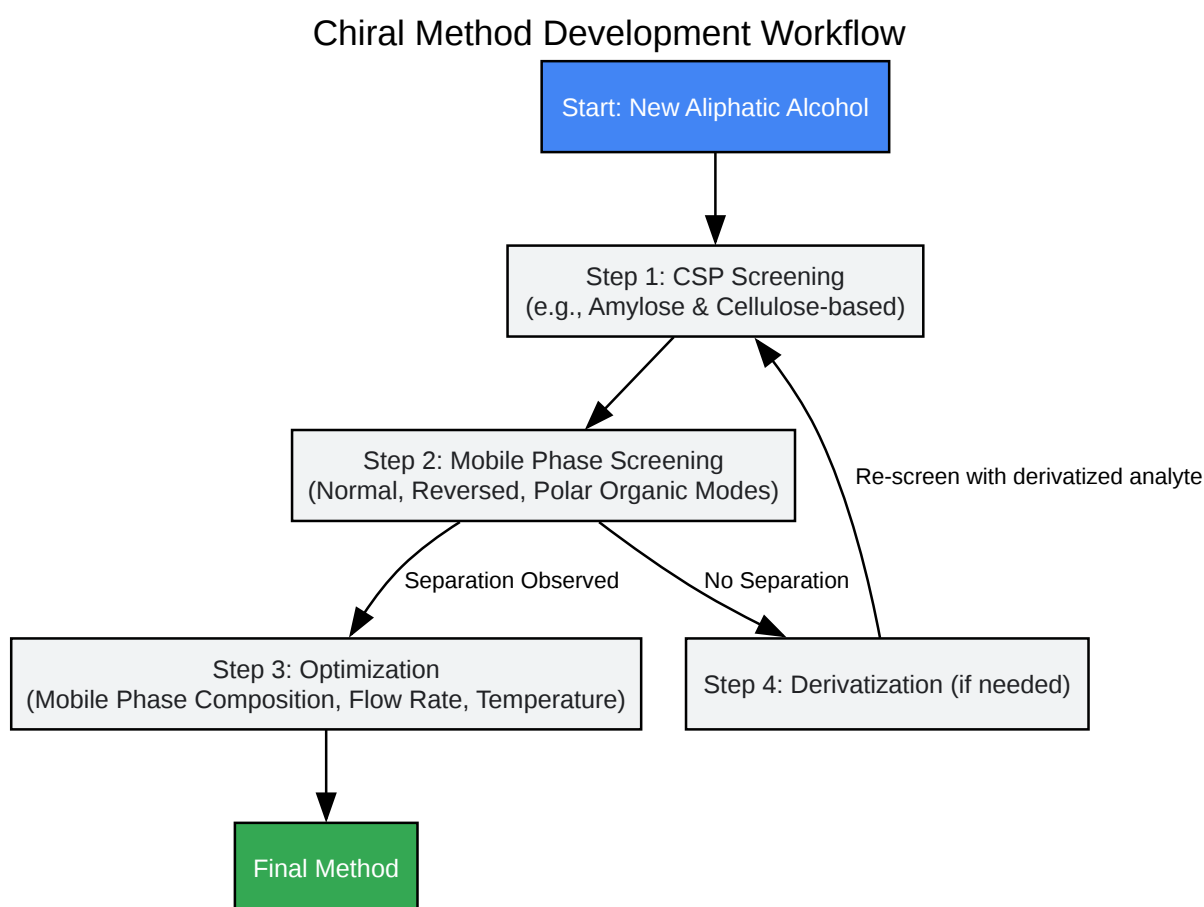 Chiral Method Development Workflow
Start: New Aliphatic Alcohol
Step 1: CSP Screening
(e.g., Amylose & Cellulose-based)
Step 2: Mobile Phase Screening
(Normal, Reversed, Polar Organic Modes)
Re-screen with derivatized analyte
Separation Observed
No Separation
Step 3: Optimization
(Mobile Phase Composition, Flow Rate, Temperature)
Step 4: Derivatization (if needed)
Final Method